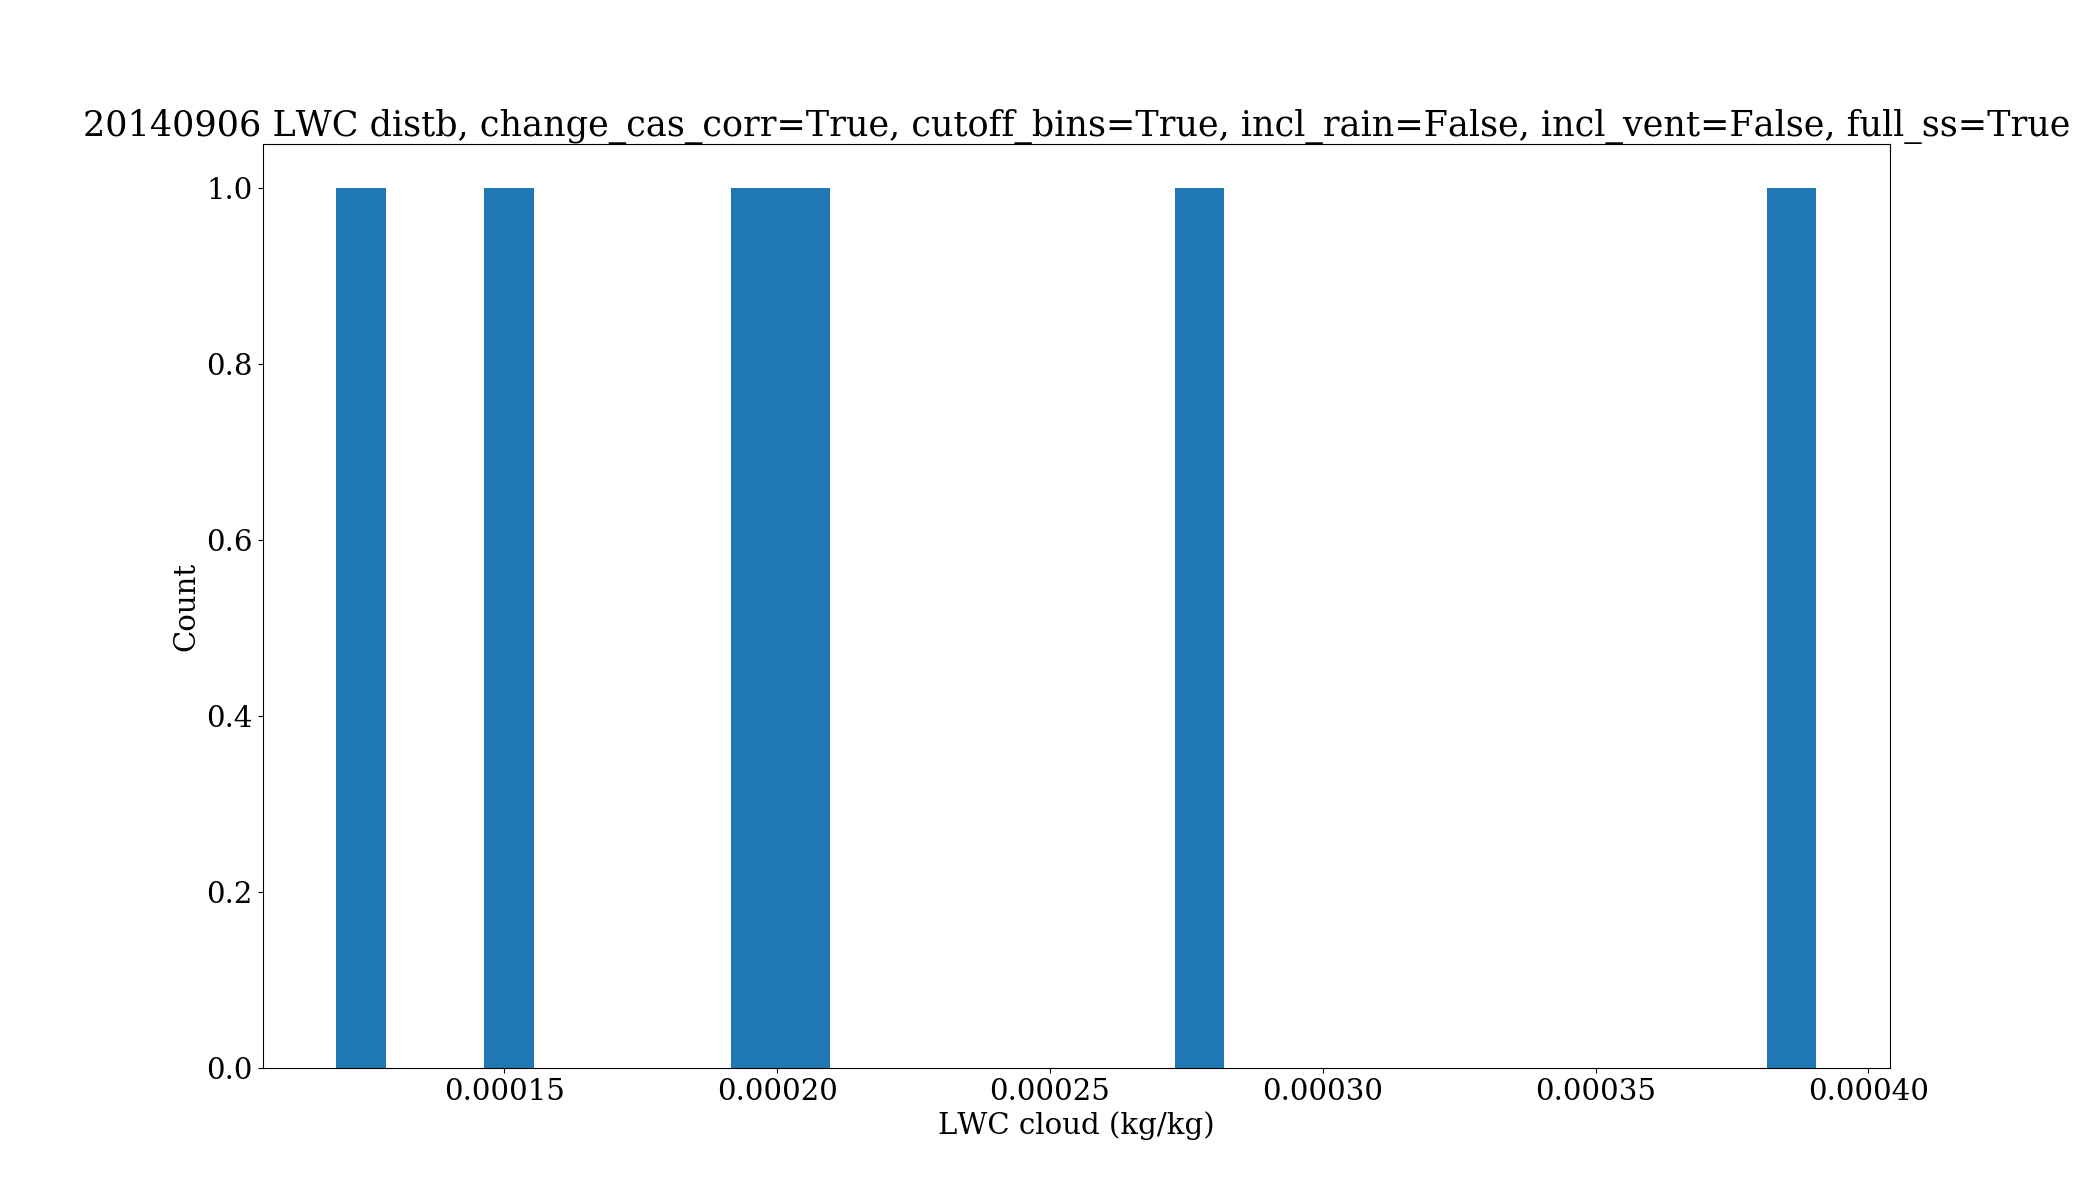 20140906 LWC distb, change_cas_corr=True, cutoff_bins=True, incl_rain=False, incl_vent=False, full_ss=True
1.0
0.8
0.6
0.4
0.2
0.0
Count
0.00015 0.00020 0.00025 0.00030 0.00035 0.00040
LWC cloud (kg/kg)